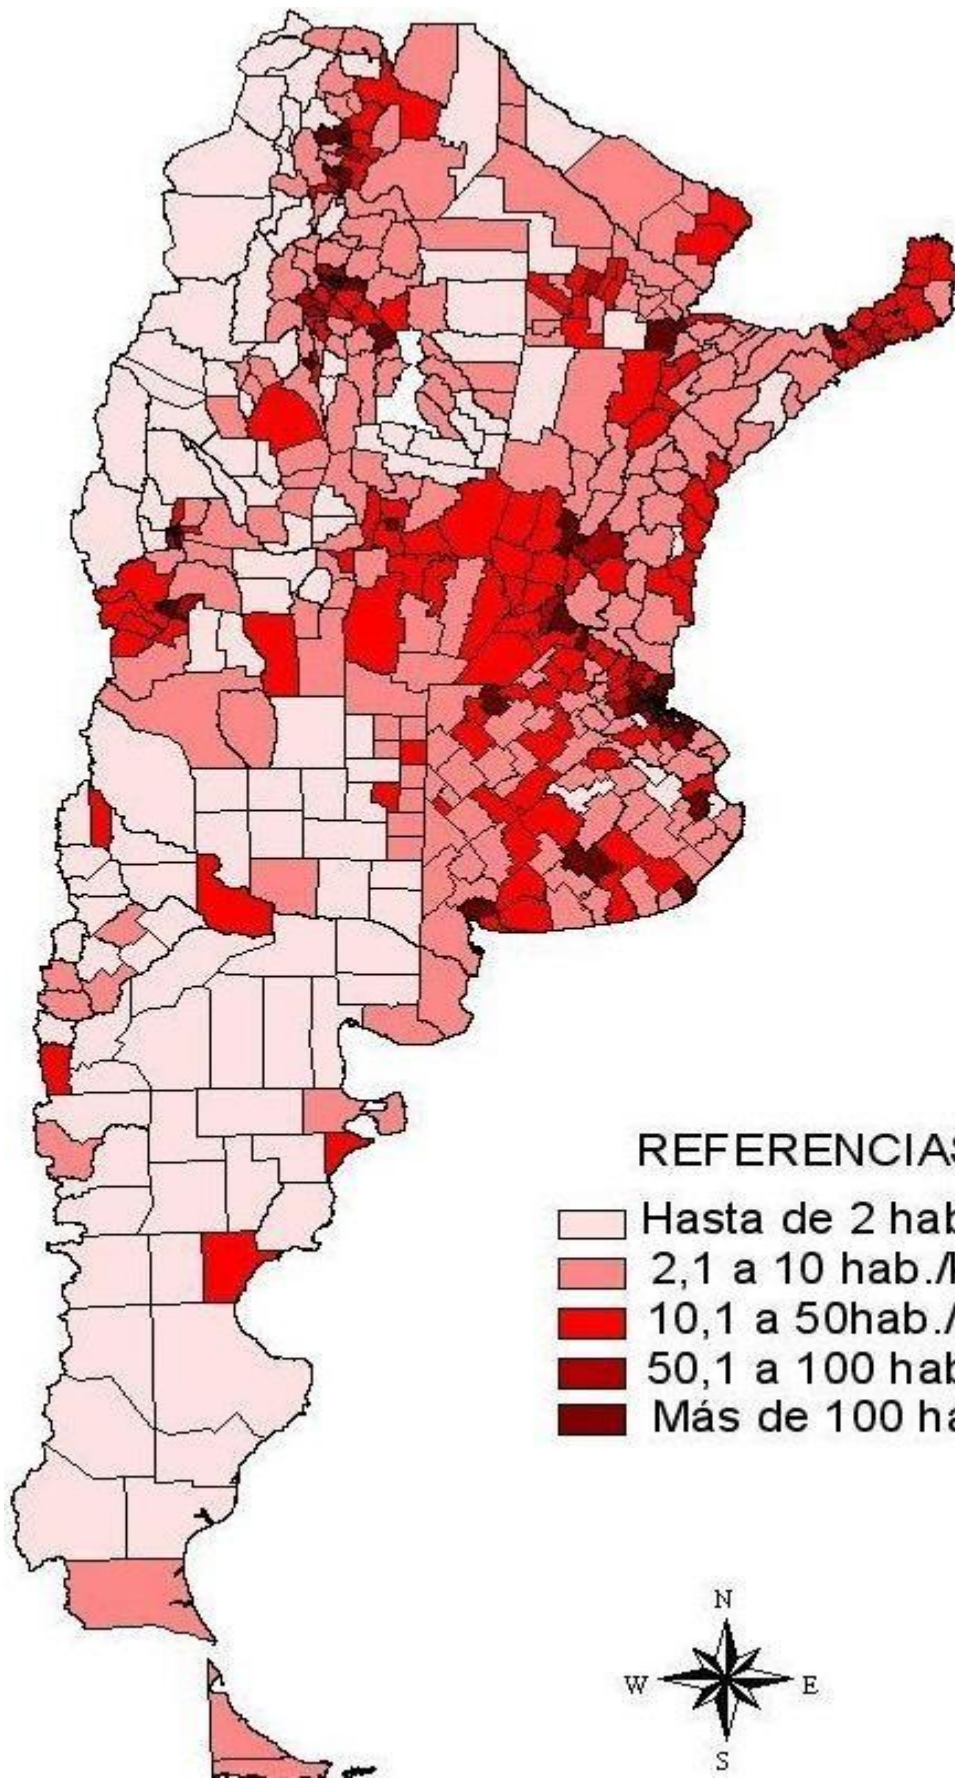 REFERENCIAS
Hasta de 2 hab
2,1 a 10 hab./
10,1 a 50hab./
50,1 a 100 hab
Más de 100 ha
N
W E
S